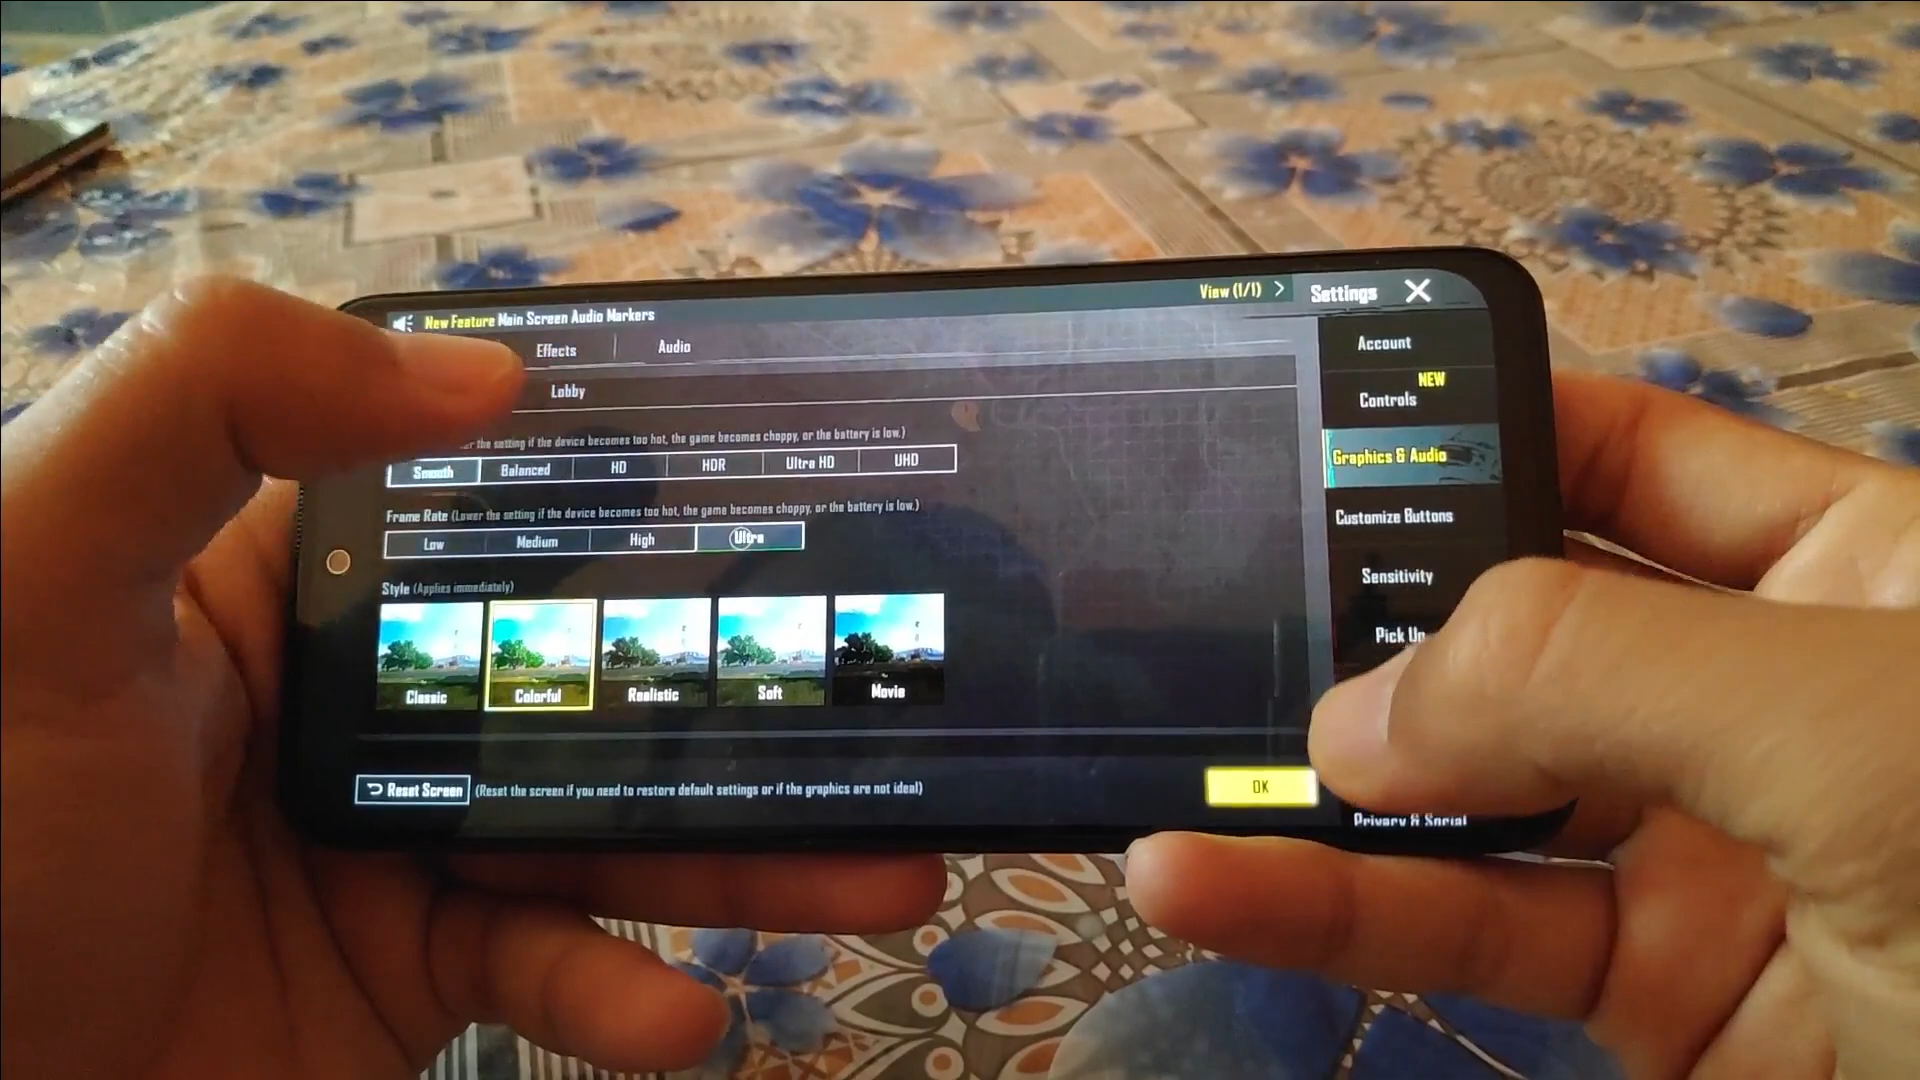 View (1/1) > Settings X
New Feature Main Screen Audio Markers
Effects Audio
Lobby
the setting if the device becomes too hot, the game becomes choppy, or the battery is low.)
Smooth Balanced HD HDR Ultra HD UHD
Frame Rate (Lower the setting if the device becomes too hot, the game becomes choppy, or the battery is low.)
Low Medium High Ultra
Style (Applies immediately)
Classic Colorful Realistic Soft Movie
Reset Screen (Reset the screen if you need to restore default settings or if the graphics are not ideal)
OK
Account
NEW
Controls
Graphics & Audio
Customize Buttons
Sensitivity
Pick Up
Privacy & Social